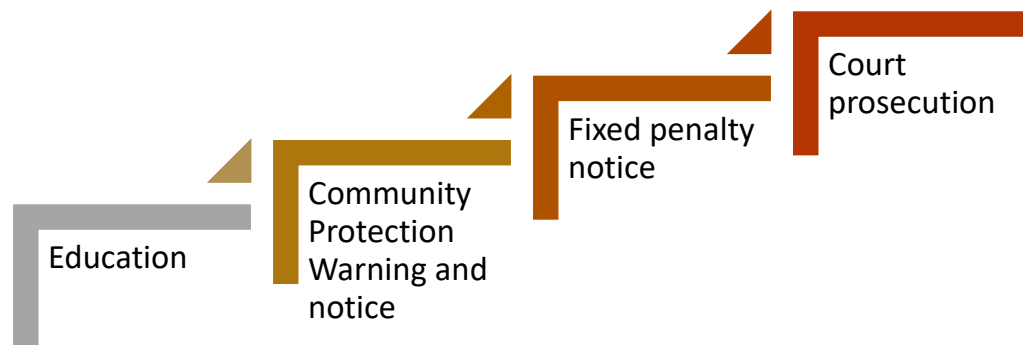 Education
Community
Protection
Warning and
notice
Fixed penalty
notice
Court
prosecution